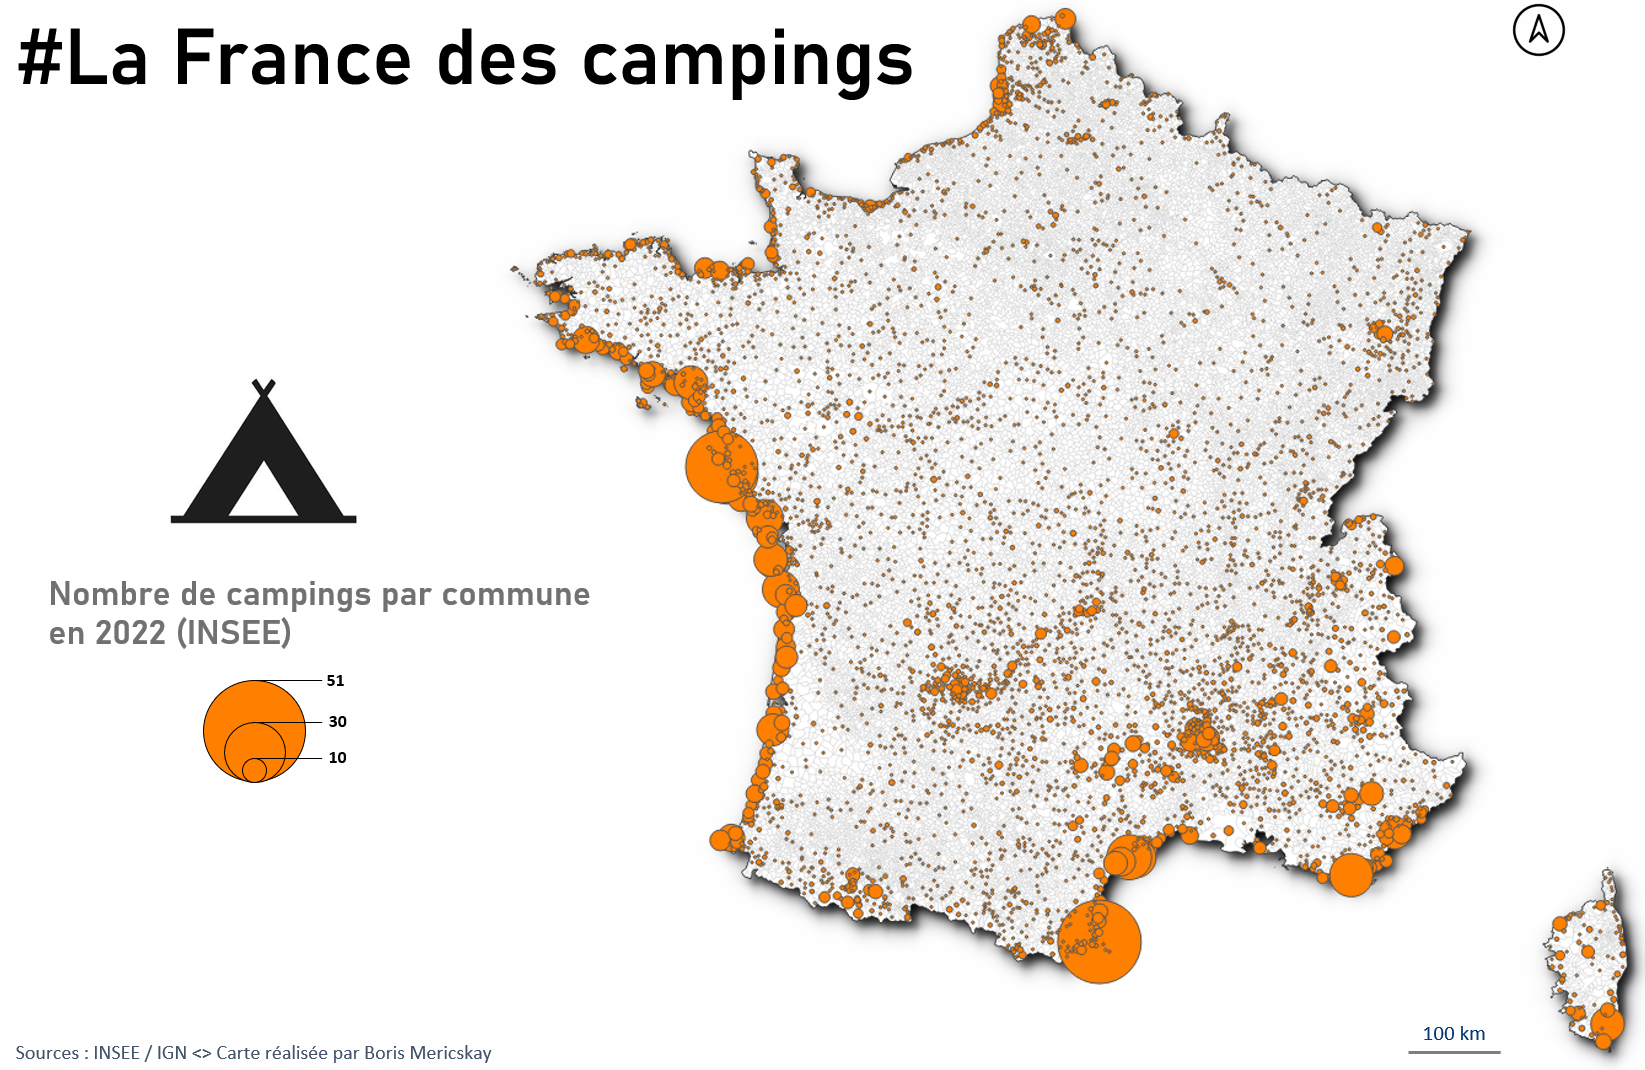 #La France des campings
Nombre de campings par commune
en 2022 (INSEE)
51
30
10
100 km
Sources : INSEE / IGN <> Carte réalisée par Boris Mericskay